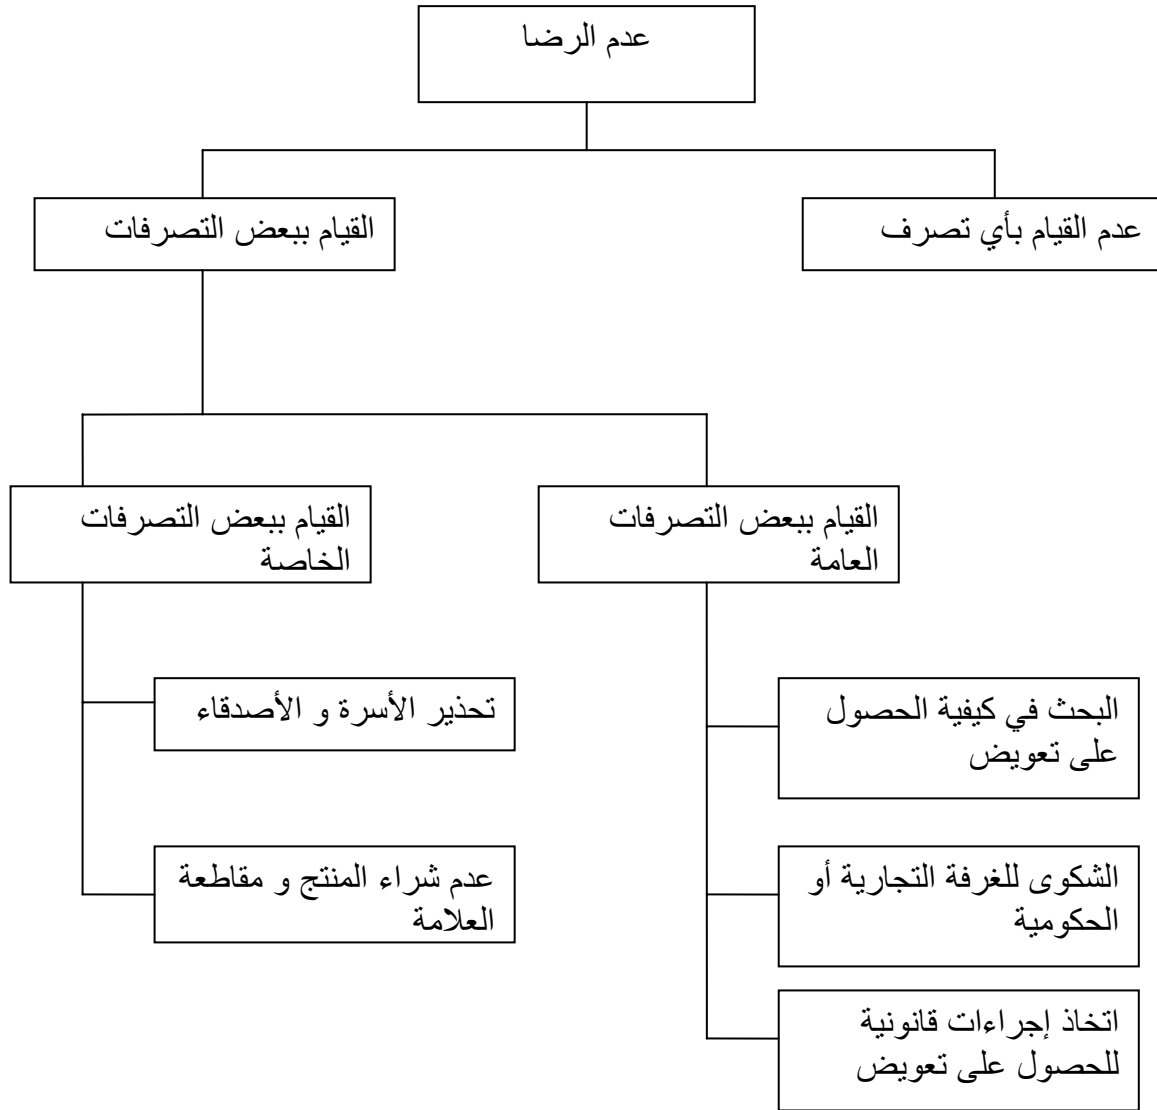 عدم الرضا
عدم القيام بأي تصرف
القيام ببعض التصرفات
القيام ببعض التصرفات
العامة
القيام ببعض التصرفات
الخاصة
البحث في كيفية الحصول
على تعويض
الشكوى للغرفة التجارية أو
الحكومية
اتخاذ إجراءات قانونية
للحصول على تعويض
تحذير الأسرة و الأصدقاء
عدم شراء المنتج و مقاطعة
العلامة